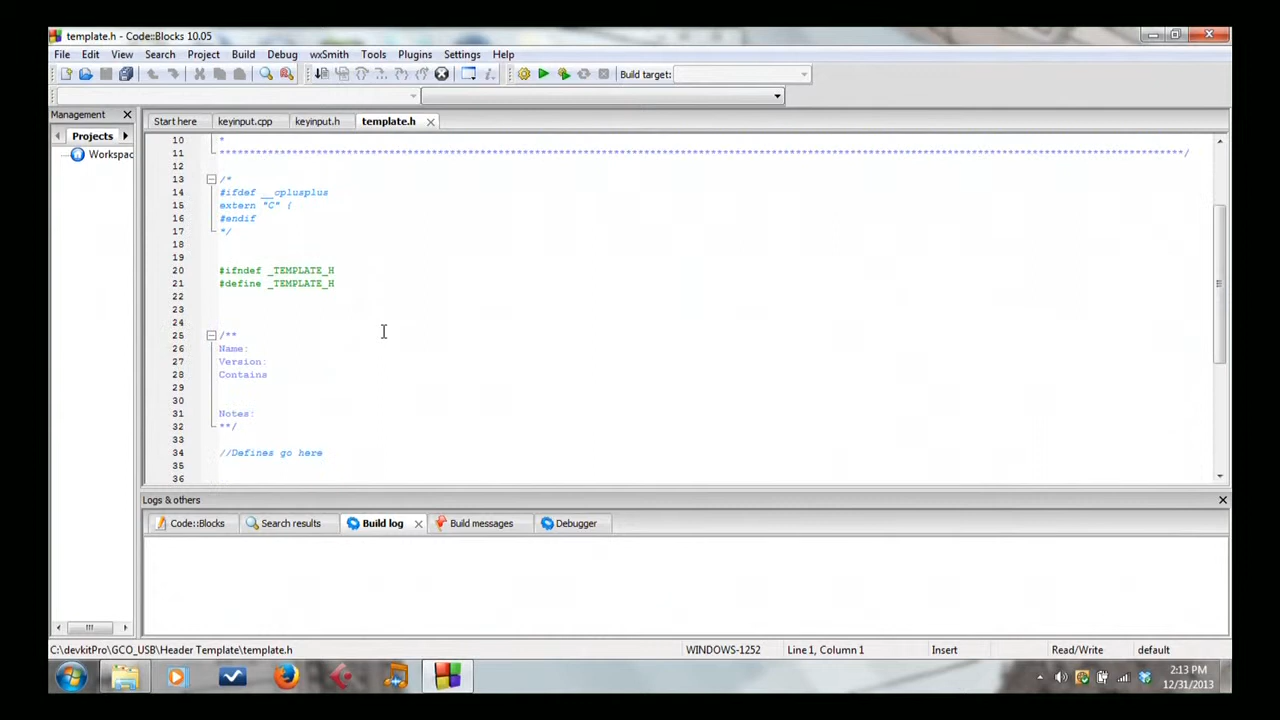 template.h - Code::Blocks 10.05
File Edit View Search Project Build Debug wxSmith Tools Plugins Settings Help
Build target:
Management
Start here keyinput.cpp keyinput.h template.h
Projects
Workspac
10 *
11 *****************************************************************************************************************************************************************/
12
13 /*
14 #ifdef __cplusplus
15 extern "C" {
16 #endif
17 */
18
19
20 #ifndef _TEMPLATE_H
21 #define _TEMPLATE_H
22
23
24
25 /**
26 Name:
27 Version:
28 Contains
29
30
31 Notes:
32 **/
33
34 //Defines go here
35
36
Logs & others
Code::Blocks Search results Build log Build messages Debugger
C:\devkitPro\GCO_USB\Header Template\template.h WINDOWS-1252 Line 1, Column 1 Insert Read/Write default
2:13 PM
12/31/2013